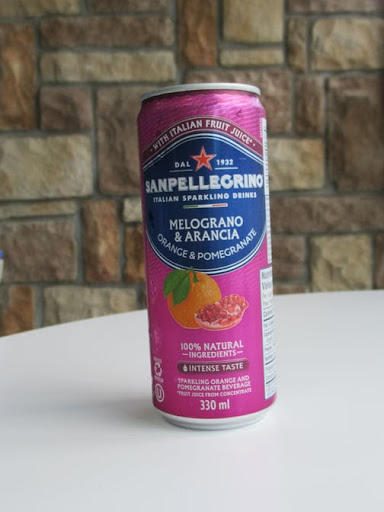 *WITH ITALIAN FRUIT JUICE*
DAL 1932
SANPELLEGRINO
ITALIAN SPARKLING DRINKS
MELOGRANO
& ARANCIA
ORANGE & POMEGRANATE
100% NATURAL
INGREDIENTS
INTENSE TASTE
SPARKLING ORANGE AND
POMEGRANATE BEVERAGE
*FRUIT JUICE FROM CONCENTRATE
330 ml